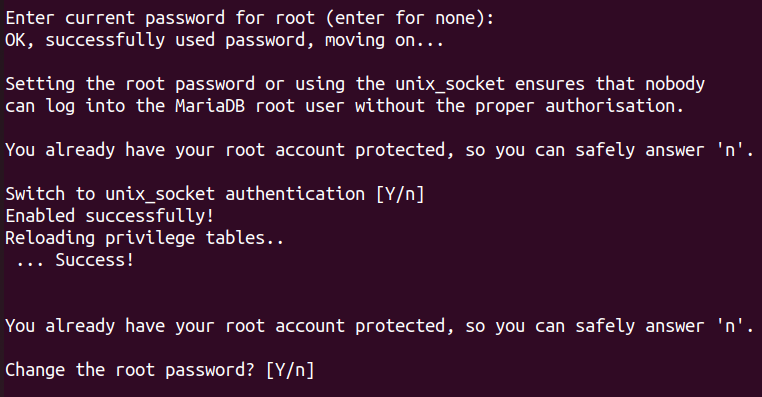 Enter current password for root (enter for none):
OK, successfully used password, moving on...
Setting the root password or using the unix_socket ensures that nobody
can log into the MariaDB root user without the proper authorisation.
You already have your root account protected, so you can safely answer 'n'.
Switch to unix_socket authentication [Y/n]
Enabled successfully!
Reloading privilege tables..
 ... Success!
You already have your root account protected, so you can safely answer 'n'.
Change the root password? [Y/n]